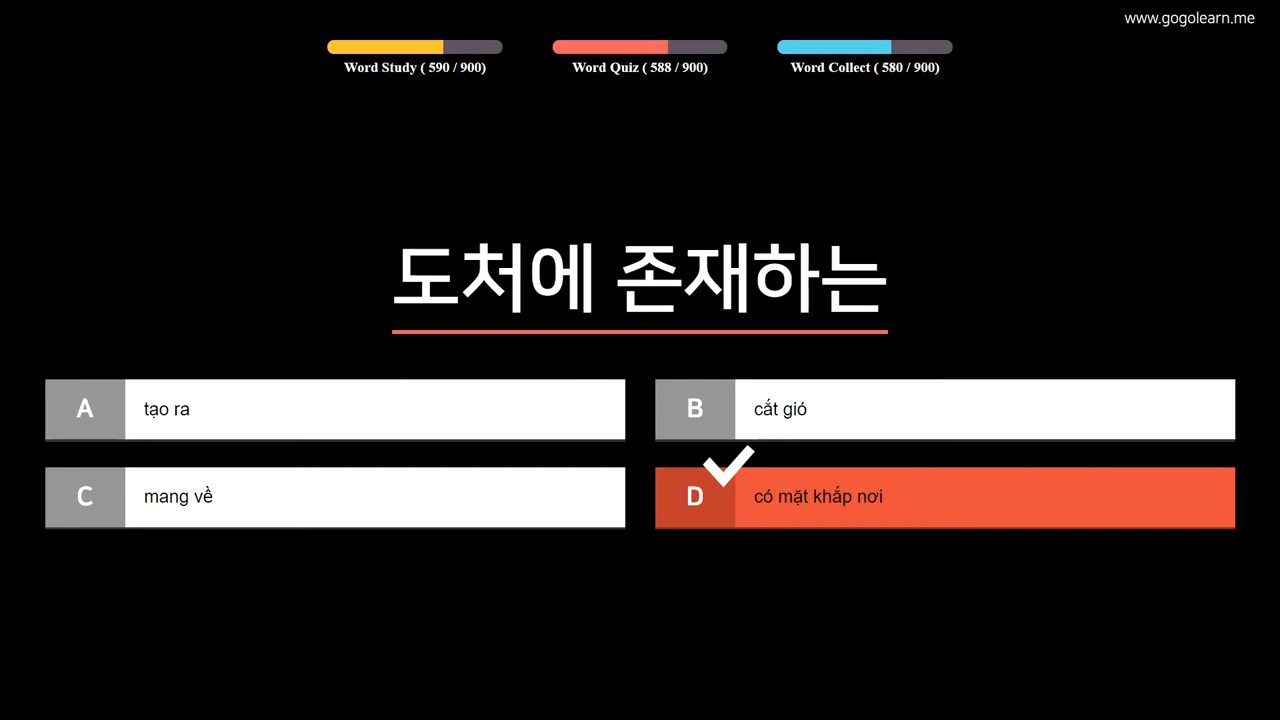 www.gogolearn.me
Word Study ( 590 / 900)
Word Quiz ( 588 / 900)
Word Collect ( 580 / 900)
도처에 존재하는
A tạo ra
B cắt gió
C mang về
D có mặt khắp nơi